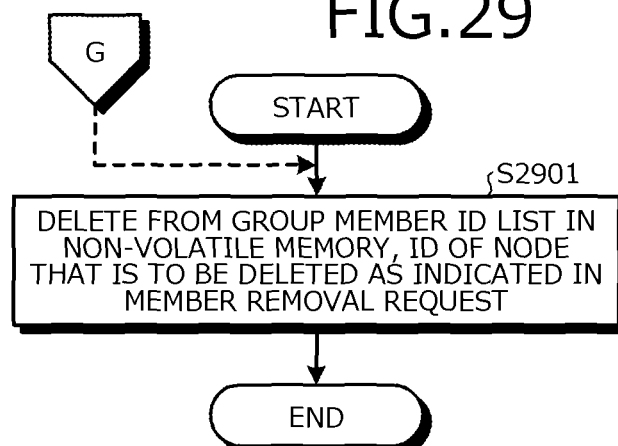 FIG.29
G
START
S2901
DELETE FROM GROUP MEMBER ID LIST IN
NON-VOLATILE MEMORY, ID OF NODE
THAT IS TO BE DELETED AS INDICATED IN
MEMBER REMOVAL REQUEST
END